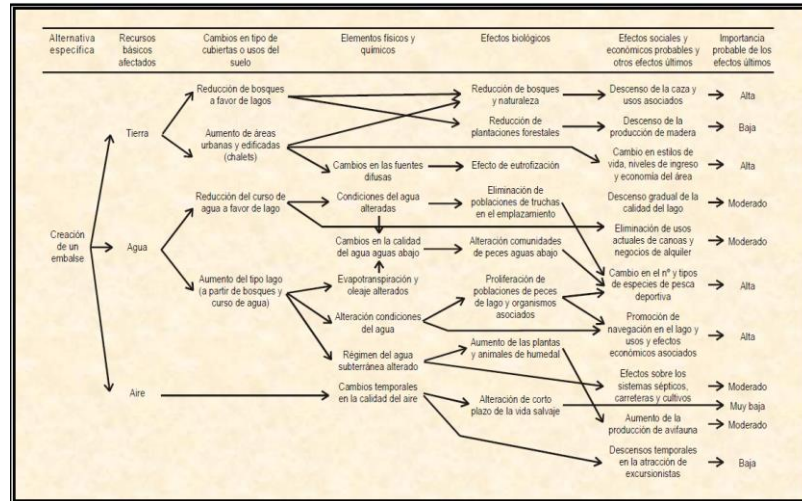 Alternativa
específica
Recursos
básicos
afectados
Cambios en tipo de
cubiertas o usos del
suelo
Elementos físicos y
químicos
Efectos biológicos
Efectos sociales y
económicos probables y
otros efectos últimos
Importancia
probable de los
efectos últimos
Creación
de un
embalse
Tierra
Agua
Aire
Reducción de bosques
a favor de lagos
Aumento de áreas
urbanas y edificadas
(chalets)
Reducción del curso de
agua a favor de lago
Aumento del tipo lago
(a partir de bosques y
curso de agua)
Cambios en las fuentes
difusas
Condiciones del agua
alteradas
Cambios en la calidad
del agua aguas abajo
Evapotranspiración y
oleaje alterados
Alteración condiciones
del agua
Régimen del agua
subterránea alterado
Cambios temporales
en la calidad del aire
Reducción de bosques
y naturaleza
Reducción de
plantaciones forestales
Efecto de eutrofización
Eliminación de
poblaciones de truchas
en el emplazamiento
Alteración comunidades
de peces aguas abajo
Proliferación de
poblaciones de peces
de lago y organismos
asociados
Aumento de las plantas
y animales de humedal
Alteración de corto
plazo de la vida salvaje
Descenso de la caza y
usos asociados
Descenso de la
producción de madera
Cambio en estilos de
vida, niveles de ingreso
y economía del área
Descenso gradual de la
calidad del lago
Eliminación de usos
actuales de canoas y
negocios de alquiler
Cambio en el nº y tipos
de especies de pesca
deportiva
Promoción de
navegación en el lago y
usos y efectos
económicos asociados
Efectos sobre los
sistemas sépticos,
carreteras y cultivos
Aumento de la
producción de avifauna
Descensos temporales
en la atracción de
excursionistas
Alta
Baja
Alta
Moderado
Moderado
Alta
Alta
Moderado
Muy baja
Moderado
Baja